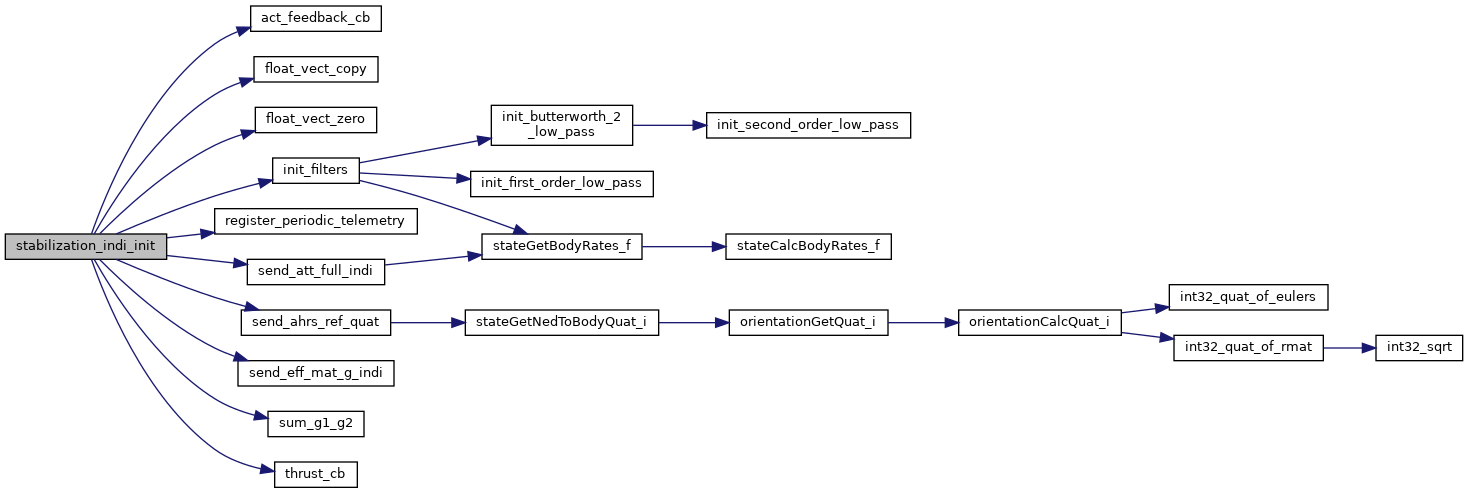 act_feedback_cb
float_vect_copy
float_vect_zero
init_butterworth_2
_low_pass
init_second_order_low_pass
init_filters
init_first_order_low_pass
register_periodic_telemetry
stabilization_indi_init
stateGetBodyRates_f
stateCalcBodyRates_f
send_att_full_indi
int32_quat_of_eulers
send_ahrs_ref_quat
stateGetNedToBodyQuat_i
orientationGetQuat_i
orientationCalcQuat_i
int32_quat_of_rmat
int32_sqrt
send_eff_mat_g_indi
sum_g1_g2
thrust_cb